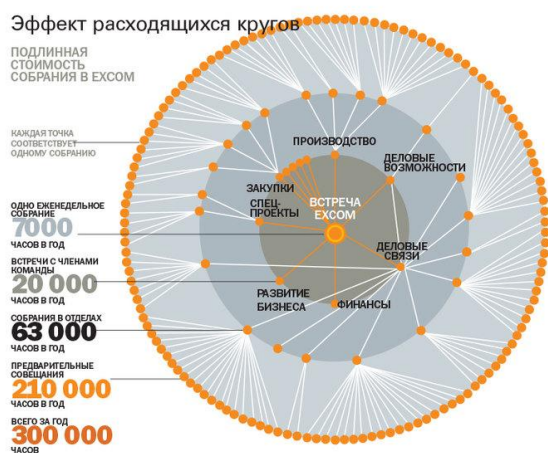 Эффект расходящихся кругов
ПОДЛИННАЯ
СТОИМОСТЬ
СОБРАНИЯ В EXCOM
КАЖДАЯ ТОЧКА
СООТВЕТСТВУЕТ
ОДНОМУ СОБРАНИЮ
ПРОИЗВОДСТВО
ДЕЛОВЫЕ
ВОЗМОЖНОСТИ
ЗАКУПКИ
СПЕЦ-
ПРОЕКТЫ
ВСТРЕЧА
EXCOM
ДЕЛОВЫЕ
СВЯЗИ
РАЗВИТИЕ
БИЗНЕСА
ФИНАНСЫ
ОДНО ЕЖЕНЕДЕЛЬНОЕ
СОБРАНИЕ
7000
ЧАСОВ В ГОД
ВСТРЕЧИ С ЧЛЕНАМИ
КОМАНДЫ
20 000
ЧАСОВ В ГОД
СОБРАНИЯ В ОТДЕЛАХ
63 000
ЧАСОВ В ГОД
ПРЕДВАРИТЕЛЬНЫЕ
СОВЕЩАНИЯ
210 000
ЧАСОВ В ГОД
ВСЕГО ЗА ГОД
300 000
ЧАСОВ